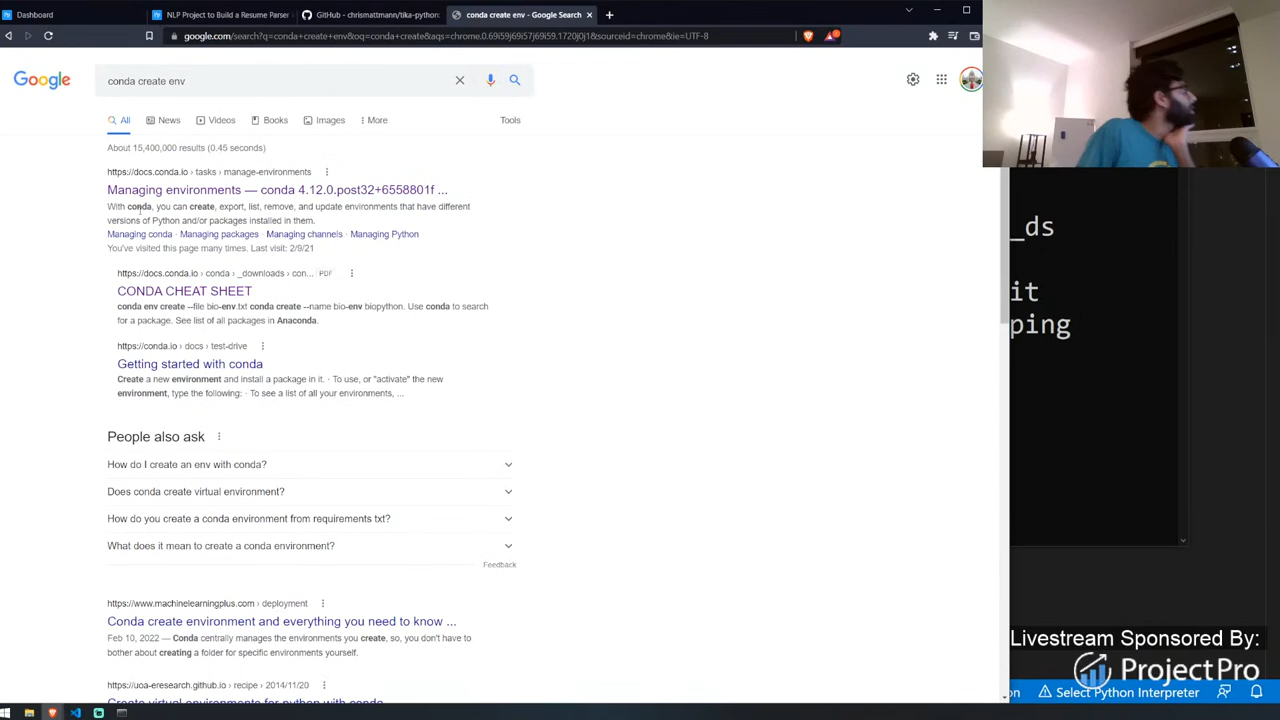 Dashboard
NLP Project to Build a Resume Parser
GitHub - chrismattmann/tika-python
conda create env - Google Search
google.com/search?q=conda+create+env&oq=conda+create&aqs=chrome.0.69i59j69i57j69i59.1720j0j1&sourceid=chrome&ie=UTF-8
Google
conda create env
All
News
Videos
Books
Images
More
Tools
About 15,400,000 results (0.45 seconds)
https://docs.conda.io › tasks › manage-environments
Managing environments — conda 4.12.0.post32+6558801f ...
With conda, you can create, export, list, remove, and update environments that have different
versions of Python and/or packages installed in them.
Managing conda · Managing packages · Managing channels · Managing Python
You've visited this page many times. Last visit: 2/9/21
https://docs.conda.io › conda › _downloads › con... PDF
CONDA CHEAT SHEET
conda env create --file bio-env.txt conda create --name bio-env biopython. Use conda to search
for a package. See list of all packages in Anaconda.
https://conda.io › docs › test-drive
Getting started with conda
Create a new environment and install a package in it. · To use, or "activate" the new
environment, type the following: · To see a list of all your environments, ...
People also ask
How do I create an env with conda?
Does conda create virtual environment?
How do you create a conda environment from requirements txt?
What does it mean to create a conda environment?
Feedback
https://www.machinelearningplus.com › deployment
Conda create environment and everything you need to know ...
Feb 10, 2022 — Conda centrally manages the environments you create, so, you don't have to
bother about creating a folder for specific environments yourself.
https://uoa-eresearch.github.io › recipe › 2014/11/20
Create virtual environments for python with conda
_ds
it
ping
Livestream Sponsored By:
ProjectPro
on
Select Python Interpreter